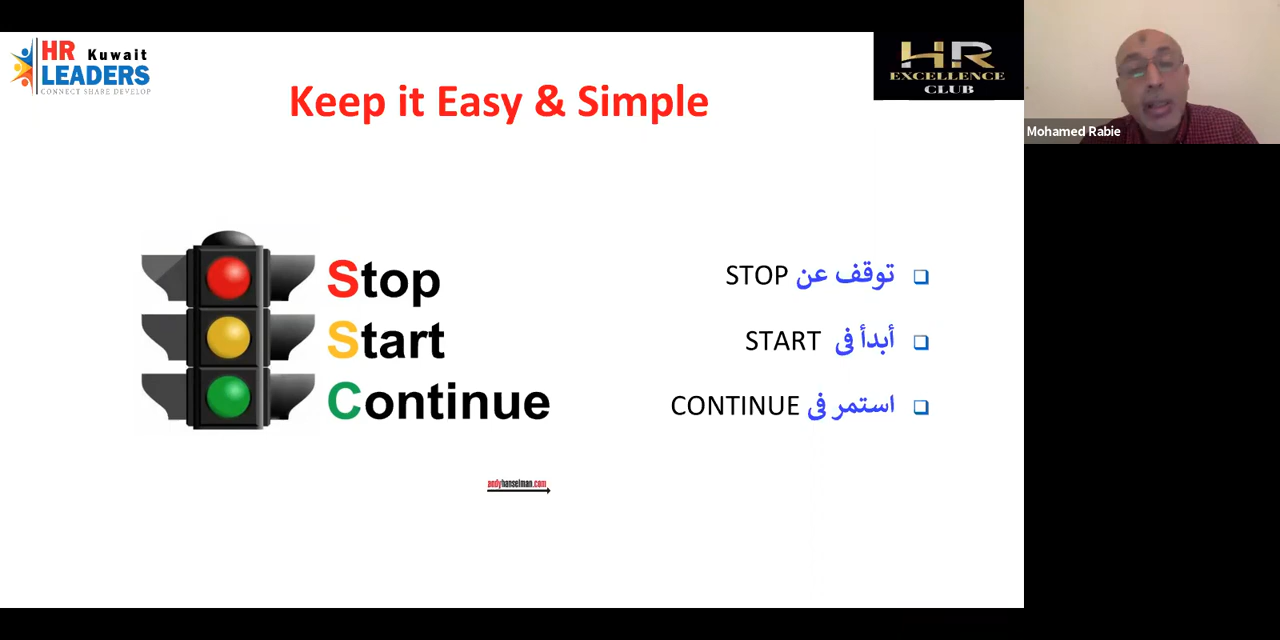 HR Kuwait
LEADERS
CONNECT SHARE DEVELOP
HR
EXCELLENCE
CLUB
Mohamed Rabie
Keep it Easy & Simple
Stop
Start
Continue
توقف عن STOP
أبدأ فى START
استمر فى CONTINUE
andyhanselman.com